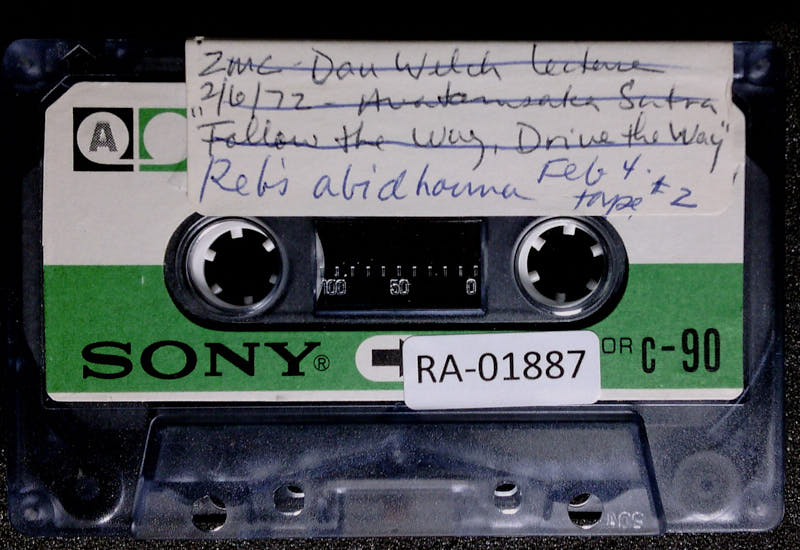 ZMC- Dan Welch lecture
2/6/72- Avatamsaka Sutra
"Follow the Way, Drive the Way"
Reb's abidharma Feb 4.
tape #2
A
100 50 0
SONY®
RA-01887
OR C-90
SONY